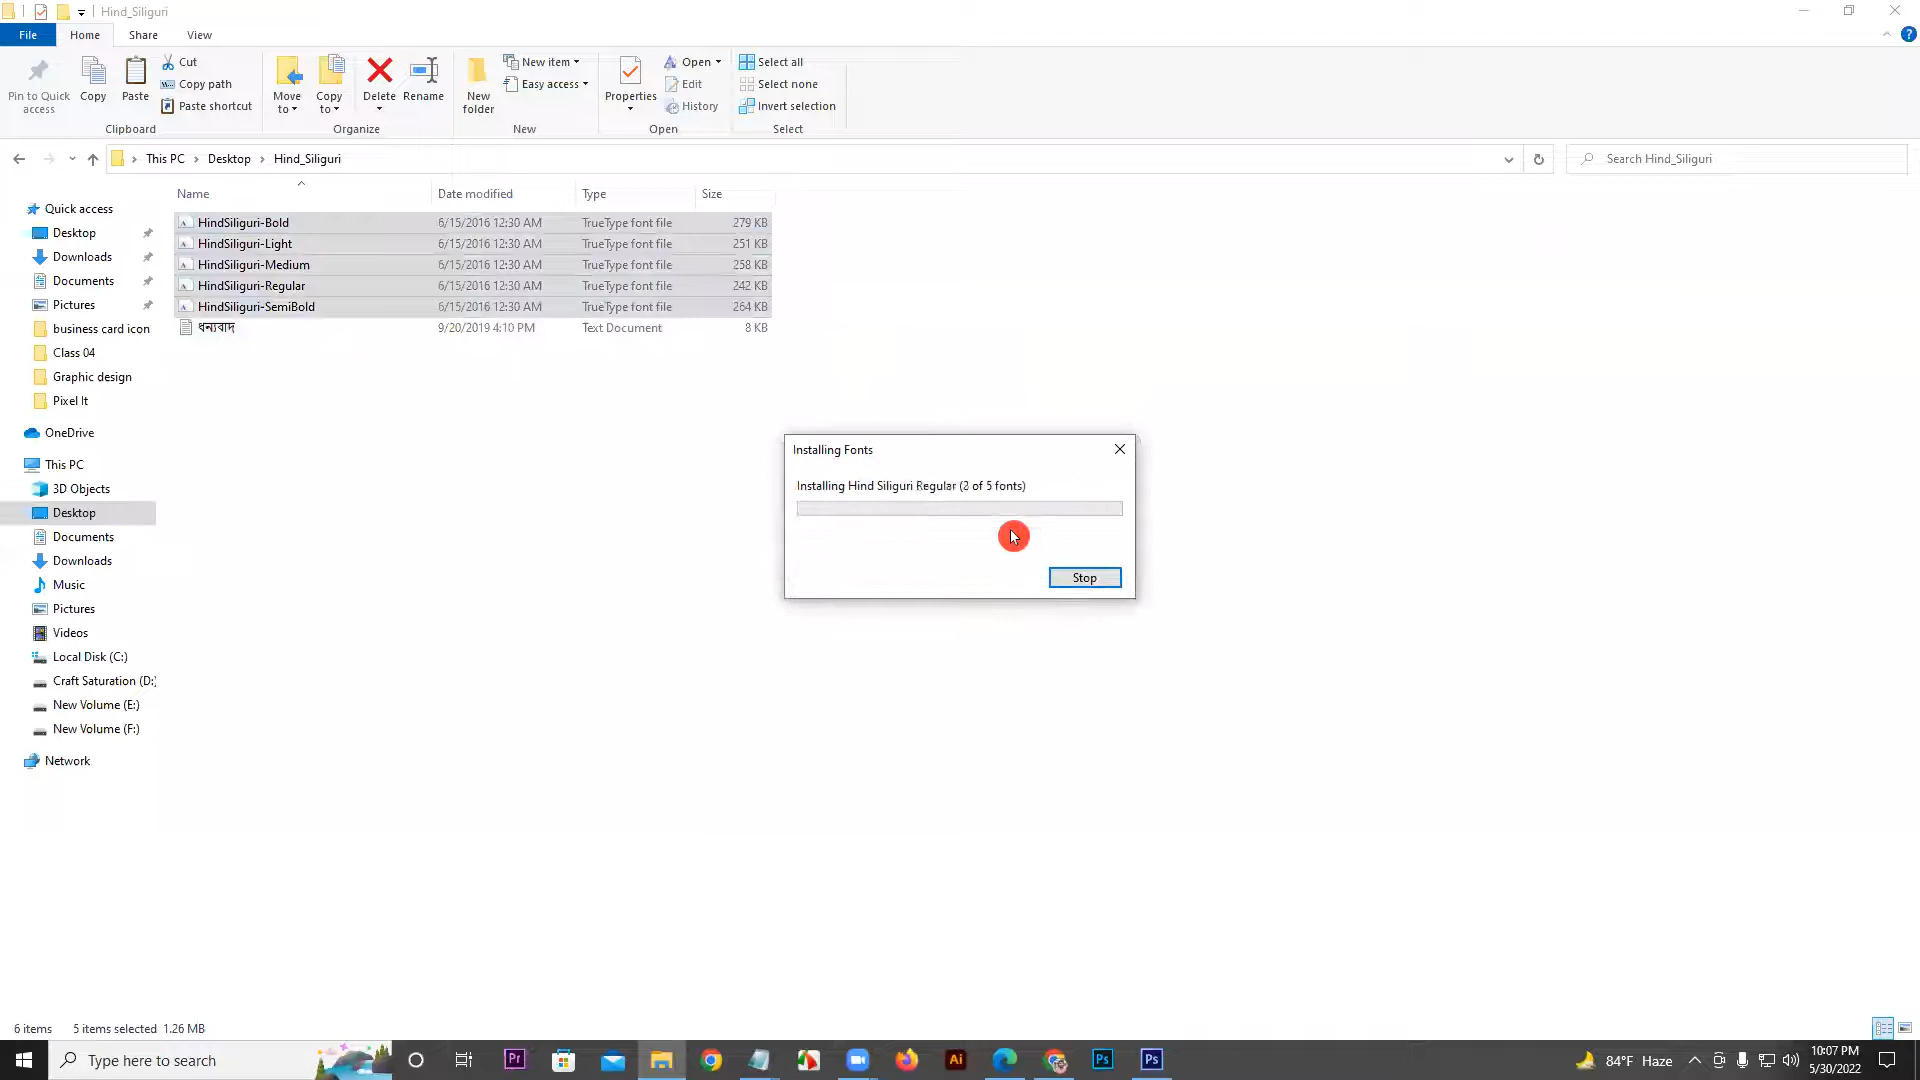 Hind_Siliguri
File Home Share View
Pin to Quick access
Copy
Paste
Cut
Copy path
Paste shortcut
Clipboard
Move to
Copy to
Delete
Rename
Organize
New folder
New item
Easy access
New
Properties
Open
Edit
History
Open
Select all
Select none
Invert selection
Select
This PC Desktop Hind_Siliguri
Search Hind_Siliguri
Name Date modified Type Size
HindSiliguri-Bold 6/15/2016 12:30 AM TrueType font file 279 KB
HindSiliguri-Light 6/15/2016 12:30 AM TrueType font file 251 KB
HindSiliguri-Medium 6/15/2016 12:30 AM TrueType font file 258 KB
HindSiliguri-Regular 6/15/2016 12:30 AM TrueType font file 242 KB
HindSiliguri-SemiBold 6/15/2016 12:30 AM TrueType font file 264 KB
ধন্যবাদ 9/20/2019 4:10 PM Text Document 8 KB
Quick access
Desktop
Downloads
Documents
Pictures
business card icon
Class 04
Graphic design
Pixel It
OneDrive
This PC
3D Objects
Desktop
Documents
Downloads
Music
Pictures
Videos
Local Disk (C:)
Craft Saturation (D:)
New Volume (E:)
New Volume (F:)
Network
Installing Fonts
Installing Hind Siliguri Regular (2 of 5 fonts)
Stop
6 items 5 items selected 1.26 MB
Type here to search
Pr
Ai
Ps
Ps
84°F Haze
10:07 PM
5/30/2022